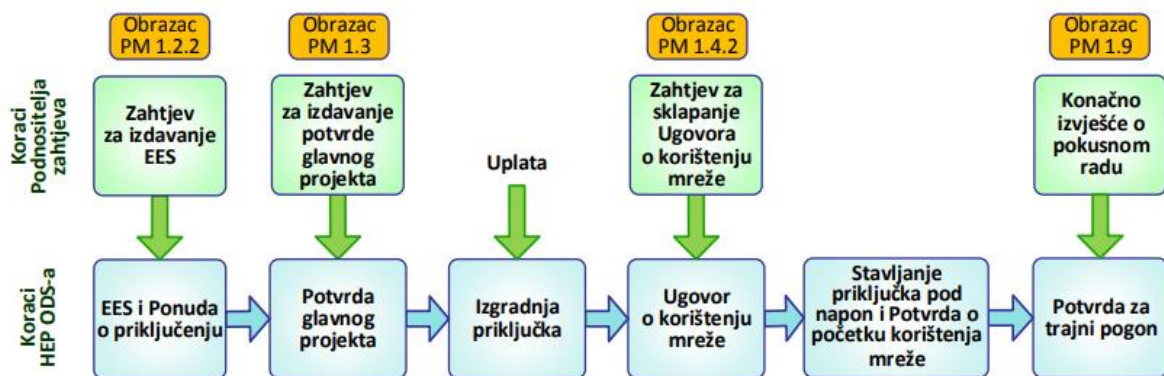 Obrazac
PM 1.2.2
Obrazac
PM 1.3
Obrazac
PM 1.4.2
Obrazac
PM 1.9
Koraci
Podnositelja
zahtjeva
Zahtjev
za izdavanje
EES
Zahtjev
za izdavanje
potvrde
glavnog
projekta
Uplata
Zahtjev za
sklapanje
Ugovora
o korištenju
mreže
Konačno
izvješće o
pokusnom
radu
Koraci
HEP ODS-a
EES i Ponuda
o priključenju
Potvrda
glavnog
projekta
Izgradnja
priključka
Ugovor
o korištenju
mreže
Stavljanje
priključka pod
napon i Potvrda o
početku korištenja
mreže
Potvrda za
trajni pogon